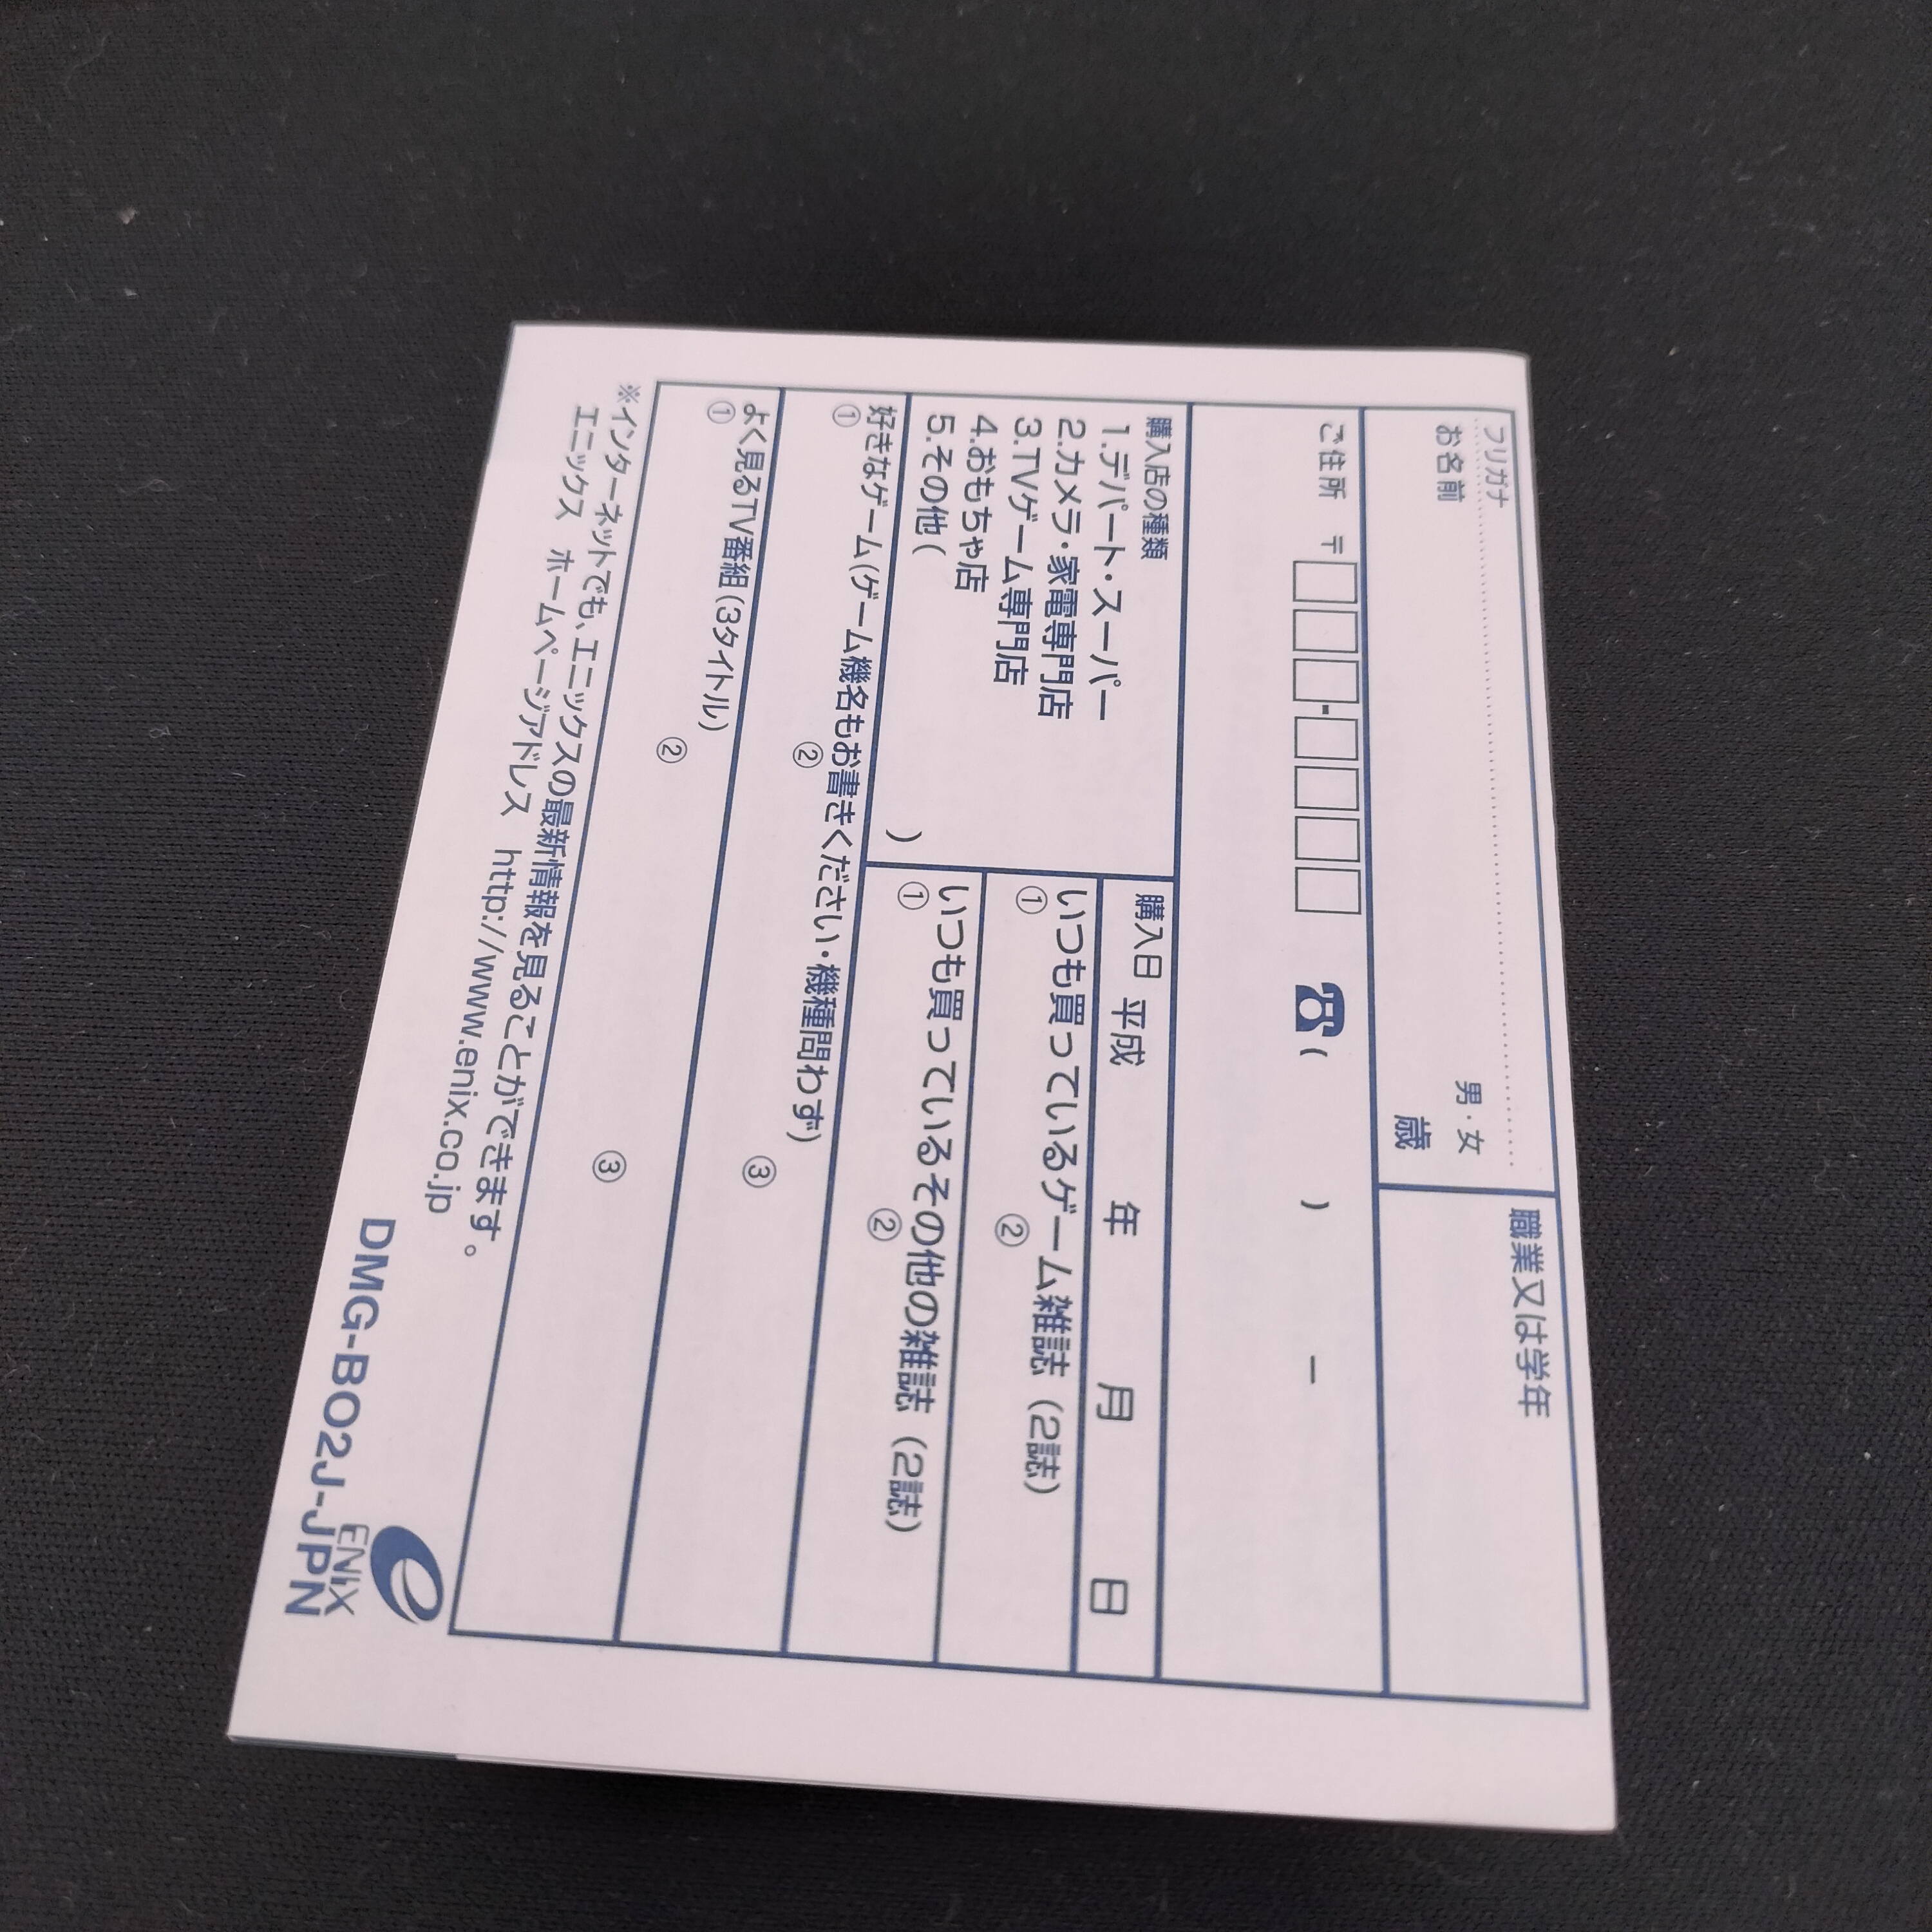 フリガナ
お名前
男・女
歳
職業又は学年
ご住所 〒 -
☎( ) ー
購入店の種類
1.デパート・スーパー
2.カメラ・家電専門店
3.TVゲーム専門店
4.おもちゃ店
5.その他( )
購入日 平成 年 月 日
いつも買っているゲーム雑誌(2誌)
① ②
いつも買っているその他の雑誌(2誌)
① ②
好きなゲーム(ゲーム機名もお書きください・機種問わず)
① ② ③
よく見るTV番組(3タイトル)
① ② ③
※インターネットでも、エニックスの最新情報を見ることができます。
エニックス ホームページアドレス http://www.enix.co.jp
ENIX
DMG-BO2J-JPN